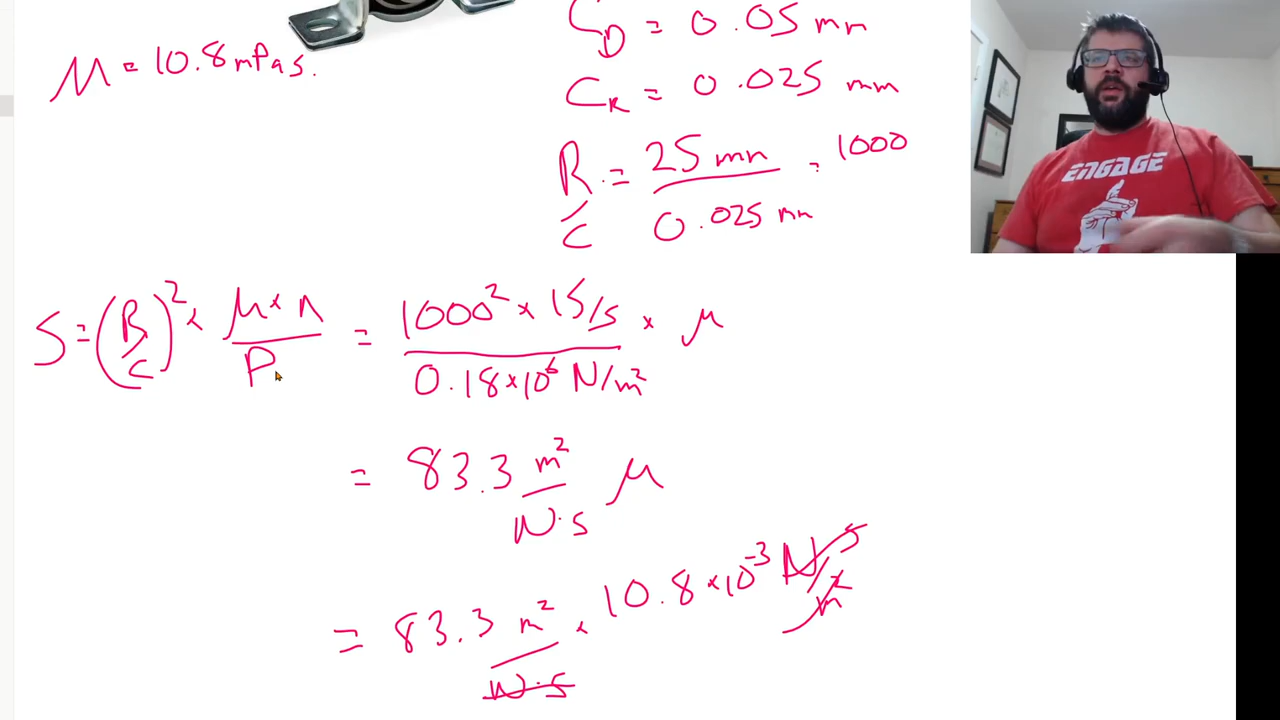 μ = 10.8 mPas.
C_D = 0.05 mm
C_R = 0.025 mm
R/C = 25 mm / 0.025 mm = 1000
ENGAGE
S = (R/C)² × μ × n / P = 1000² × 15/s / 0.18 × 10⁶ N/m² × μ
= 83.3 m² / N·s μ
= 83.3 m² / N·s × 10.8 × 10⁻³ N·s/m²